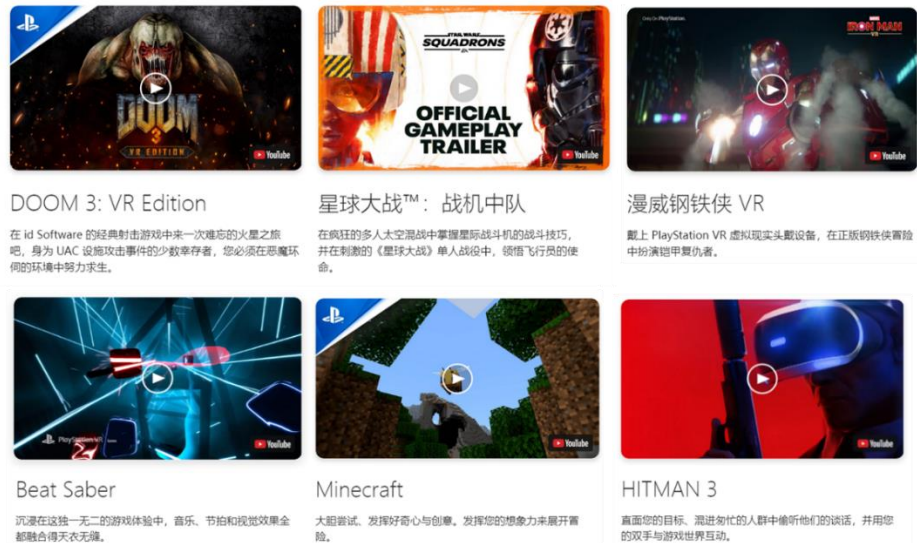 DOOM
3
VR EDITION
YouTube
STAR WARS
SQUADRONS
OFFICIAL
GAMEPLAY
TRAILER
YouTube
MARVEL
IRON MAN
VR
YouTube
DOOM 3: VR Edition
星球大战™：战机中队
漫威钢铁侠 VR
在 id Software 的经典射击游戏中来一次难忘的火星之旅
吧，身为 UAC 设施攻击事件的少数幸存者，您必须在恶魔环
伺的环境中努力求生。
在疯狂的多人太空混战中掌握星际战斗机的战斗技巧，
并在刺激的《星球大战》单人战役中，领悟飞行员的使
命。
戴上 PlayStation VR 虚拟现实头戴设备，在正版钢铁侠冒险
中扮演铠甲复仇者。
PlayStation VR
YouTube
YouTube
YouTube
Beat Saber
Minecraft
HITMAN 3
沉浸在这独一无二的游戏体验中，音乐、节拍和视觉效果全
都融合得天衣无缝。
大胆尝试、发挥好奇心与创意。发挥您的想象力来展开冒
险。
直面您的目标、混进匆忙的人群中偷听他们的谈话，并用您
的双手与游戏世界互动。